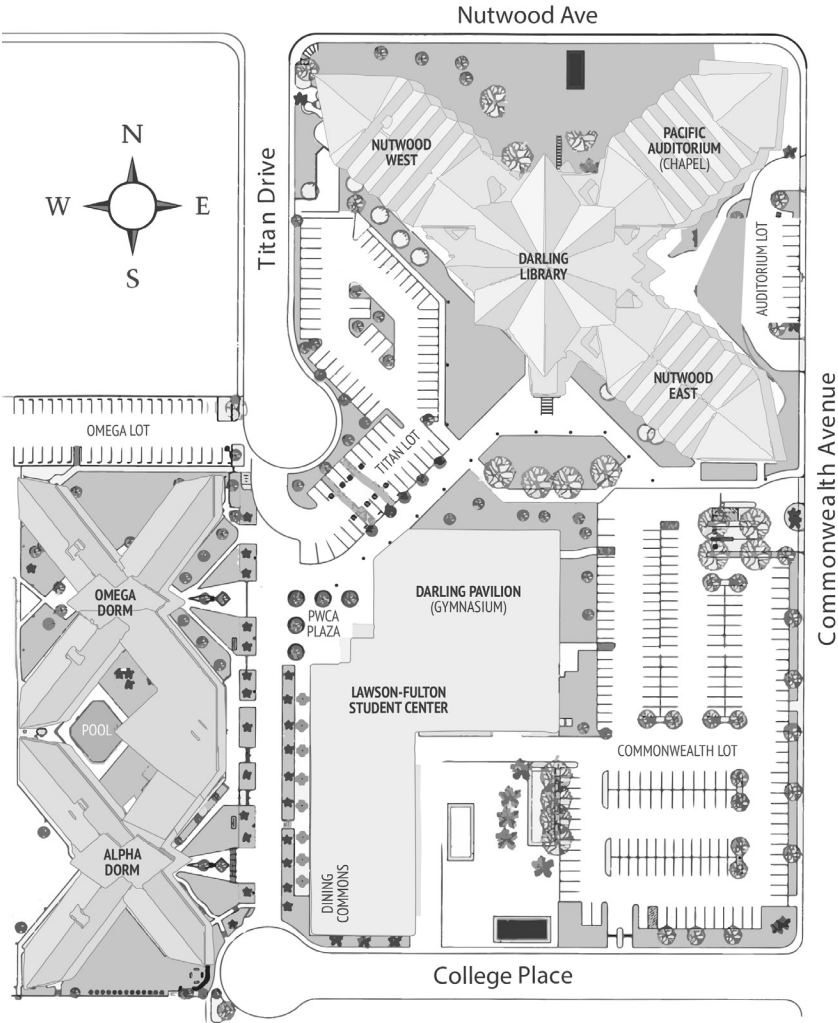 Nutwood Ave
N
W
E
S
Titan Drive
NUTWOOD
WEST
PACIFIC
AUDITORIUM
(CHAPEL)
DARLING
LIBRARY
AUDITORIUM LOT
NUTWOOD
EAST
Commonwealth Avenue
OMEGA LOT
TITAN LOT
OMEGA
DORM
PWCA
PLAZA
DARLING PAVILION
(GYMNASIUM)
LAWSON-FULTON
STUDENT CENTER
POOL
COMMONWEALTH LOT
ALPHA
DORM
DINING
COMMONS
College Place